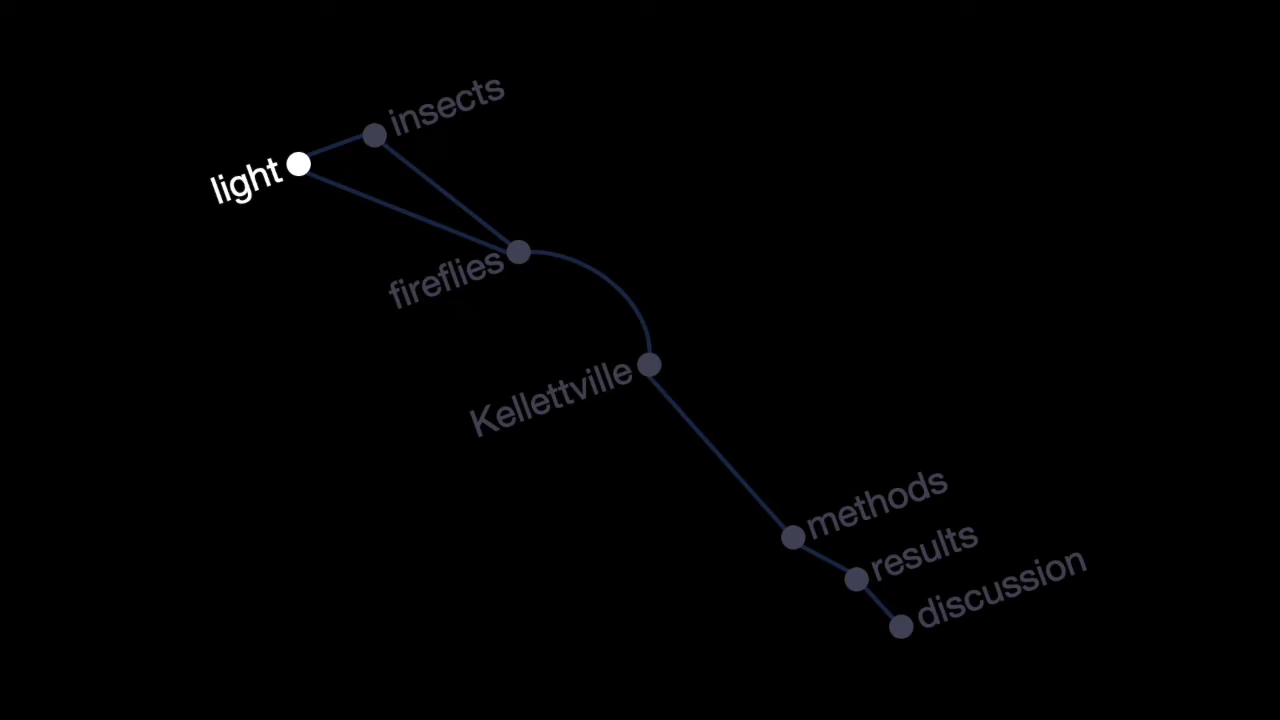 insects
light
fireflies
Kellettville
methods
results
discussion